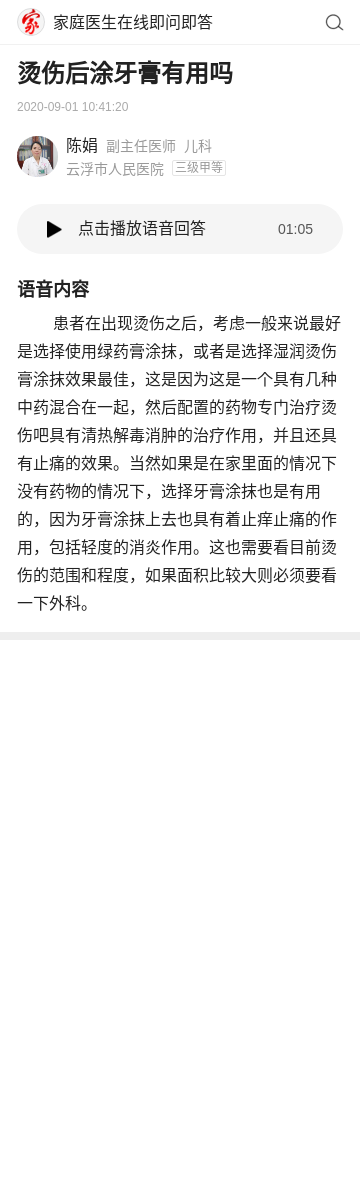 家庭医生在线即问即答
烫伤后涂牙膏有用吗
2020-09-01 10:41:20
陈娟 副主任医师 儿科
云浮市人民医院 三级甲等
点击播放语音回答 01:05
语音内容
患者在出现烫伤之后，考虑一般来说最好
是选择使用绿药膏涂抹，或者是选择湿润烫伤
膏涂抹效果最佳，这是因为这是一个具有几种
中药混合在一起，然后配置的药物专门治疗烫
伤吧具有清热解毒消肿的治疗作用，并且还具
有止痛的效果。当然如果是在家里面的情况下
没有药物的情况下，选择牙膏涂抹也是有用
的，因为牙膏涂抹上去也具有着止痒止痛的作
用，包括轻度的消炎作用。这也需要看目前烫
伤的范围和程度，如果面积比较大则必须要看
一下外科。